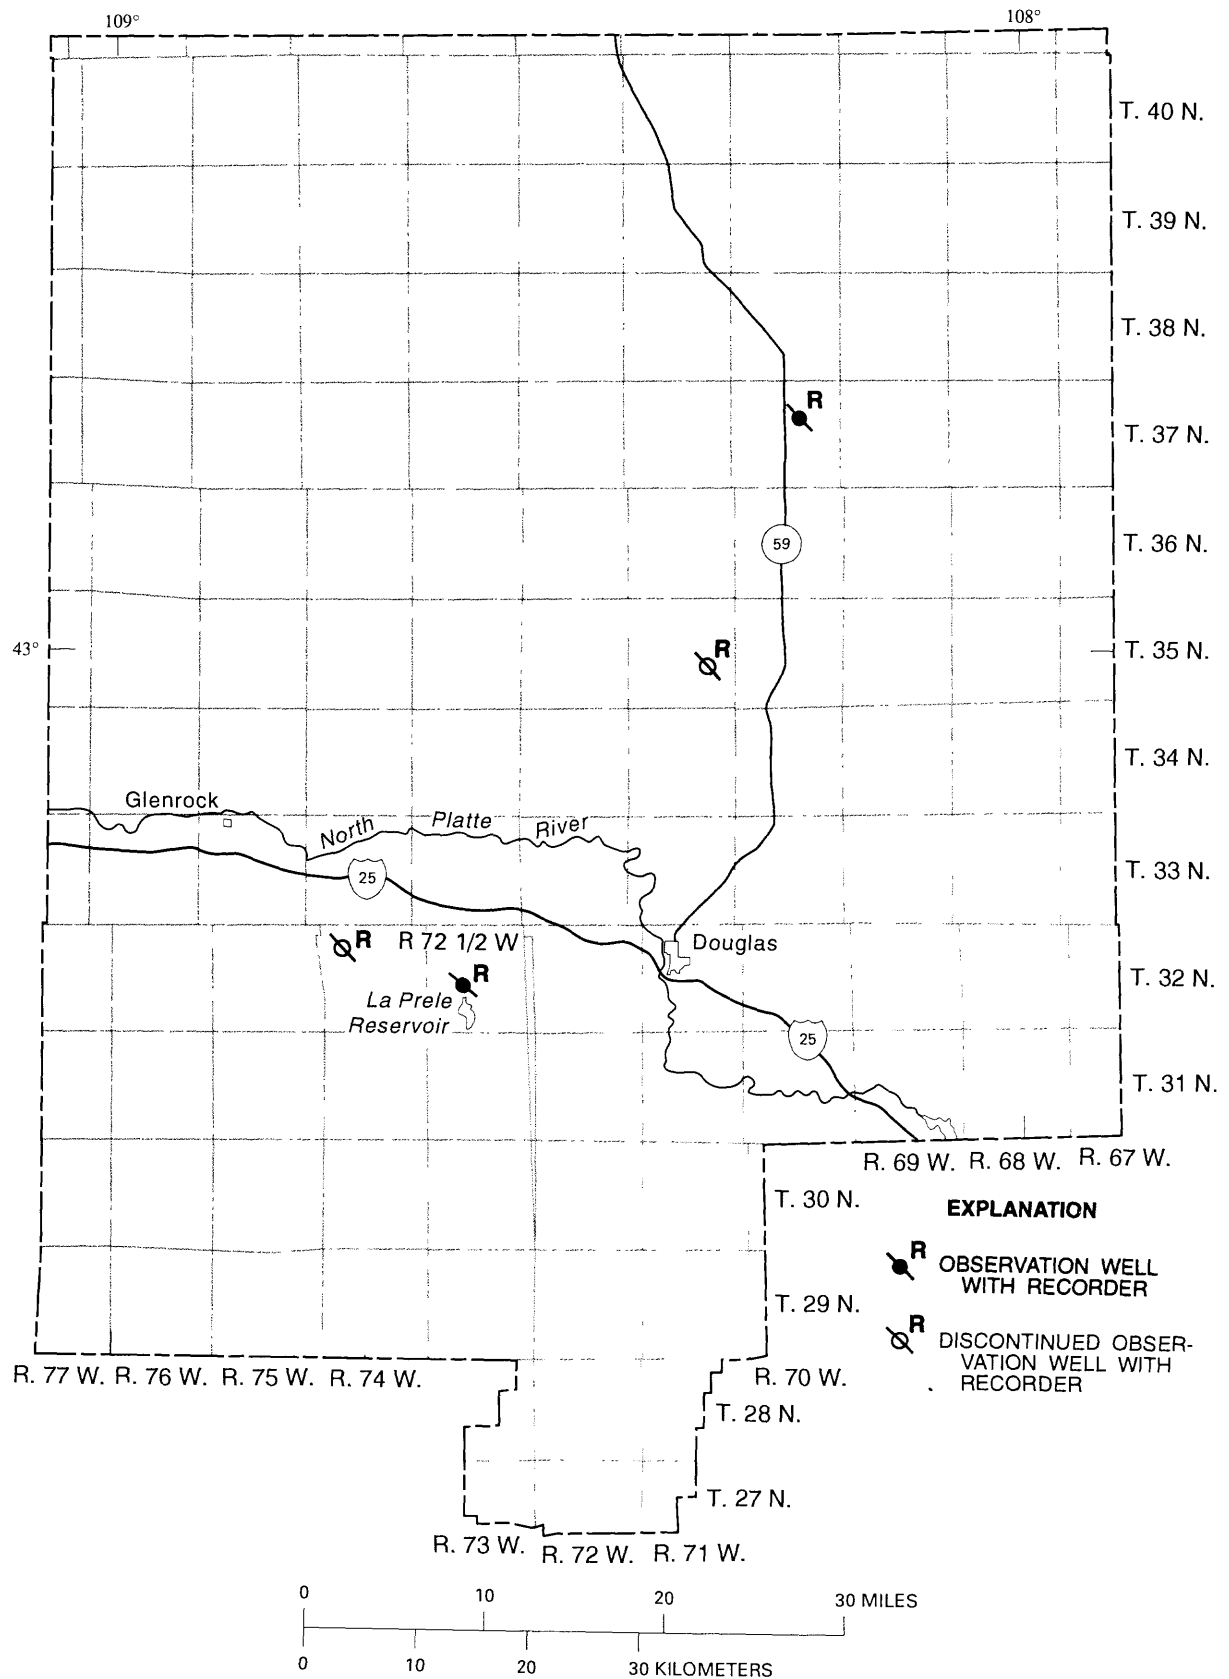 109°
108°
T. 40 N.
T. 39 N.
T. 38 N.
R
T. 37 N.
59
T. 36 N.
43°
R
T. 35 N.
T. 34 N.
Glenrock
North Platte River
T. 33 N.
25
R
R 72 1/2 W
Douglas
R
T. 32 N.
La Prele
Reservoir
25
T. 31 N.
R. 69 W. R. 68 W. R. 67 W.
T. 30 N.
EXPLANATION
R
OBSERVATION WELL
WITH RECORDER
T. 29 N.
R
DISCONTINUED OBSER-
VATION WELL WITH
RECORDER
R. 77 W. R. 76 W. R. 75 W. R. 74 W.
R. 70 W.
T. 28 N.
T. 27 N.
R. 73 W. R. 72 W. R. 71 W.
0 10 20 30 MILES
0 10 20 30 KILOMETERS